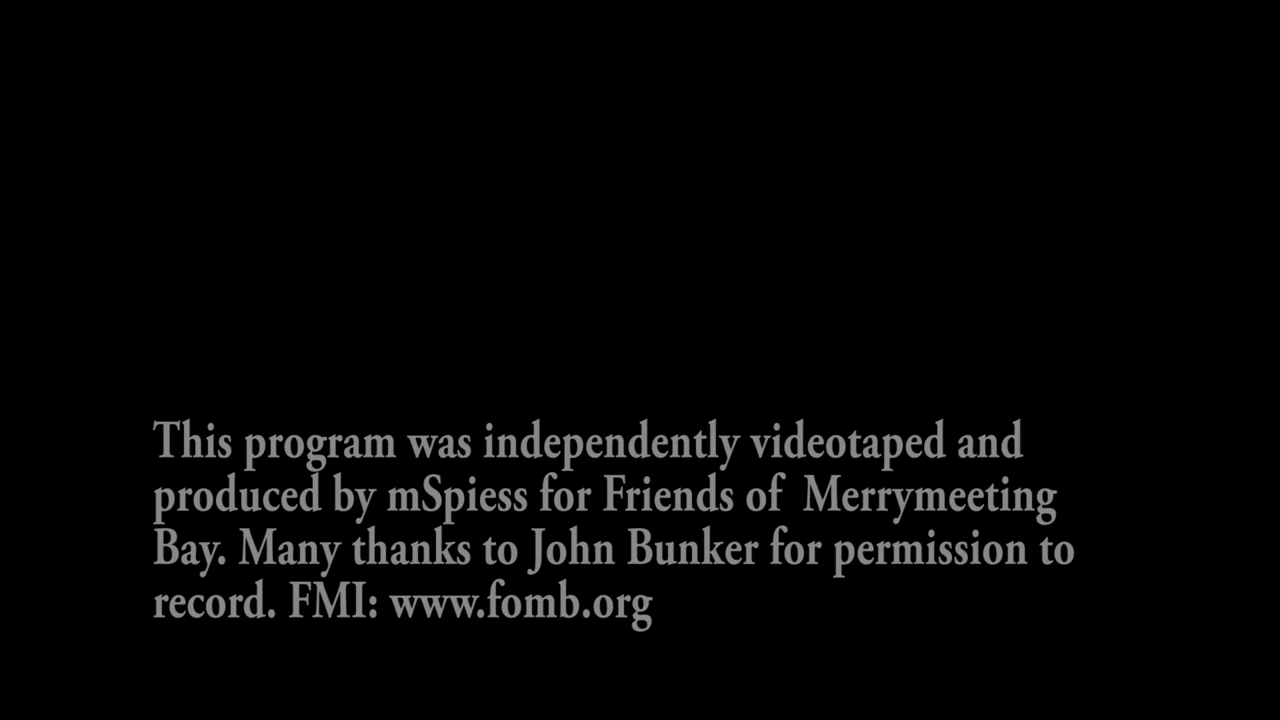 This program was independently videotaped and
produced by mSpiess for Friends of Merrymeeting
Bay. Many thanks to John Bunker for permission to
record. FMI: www.fomb.org